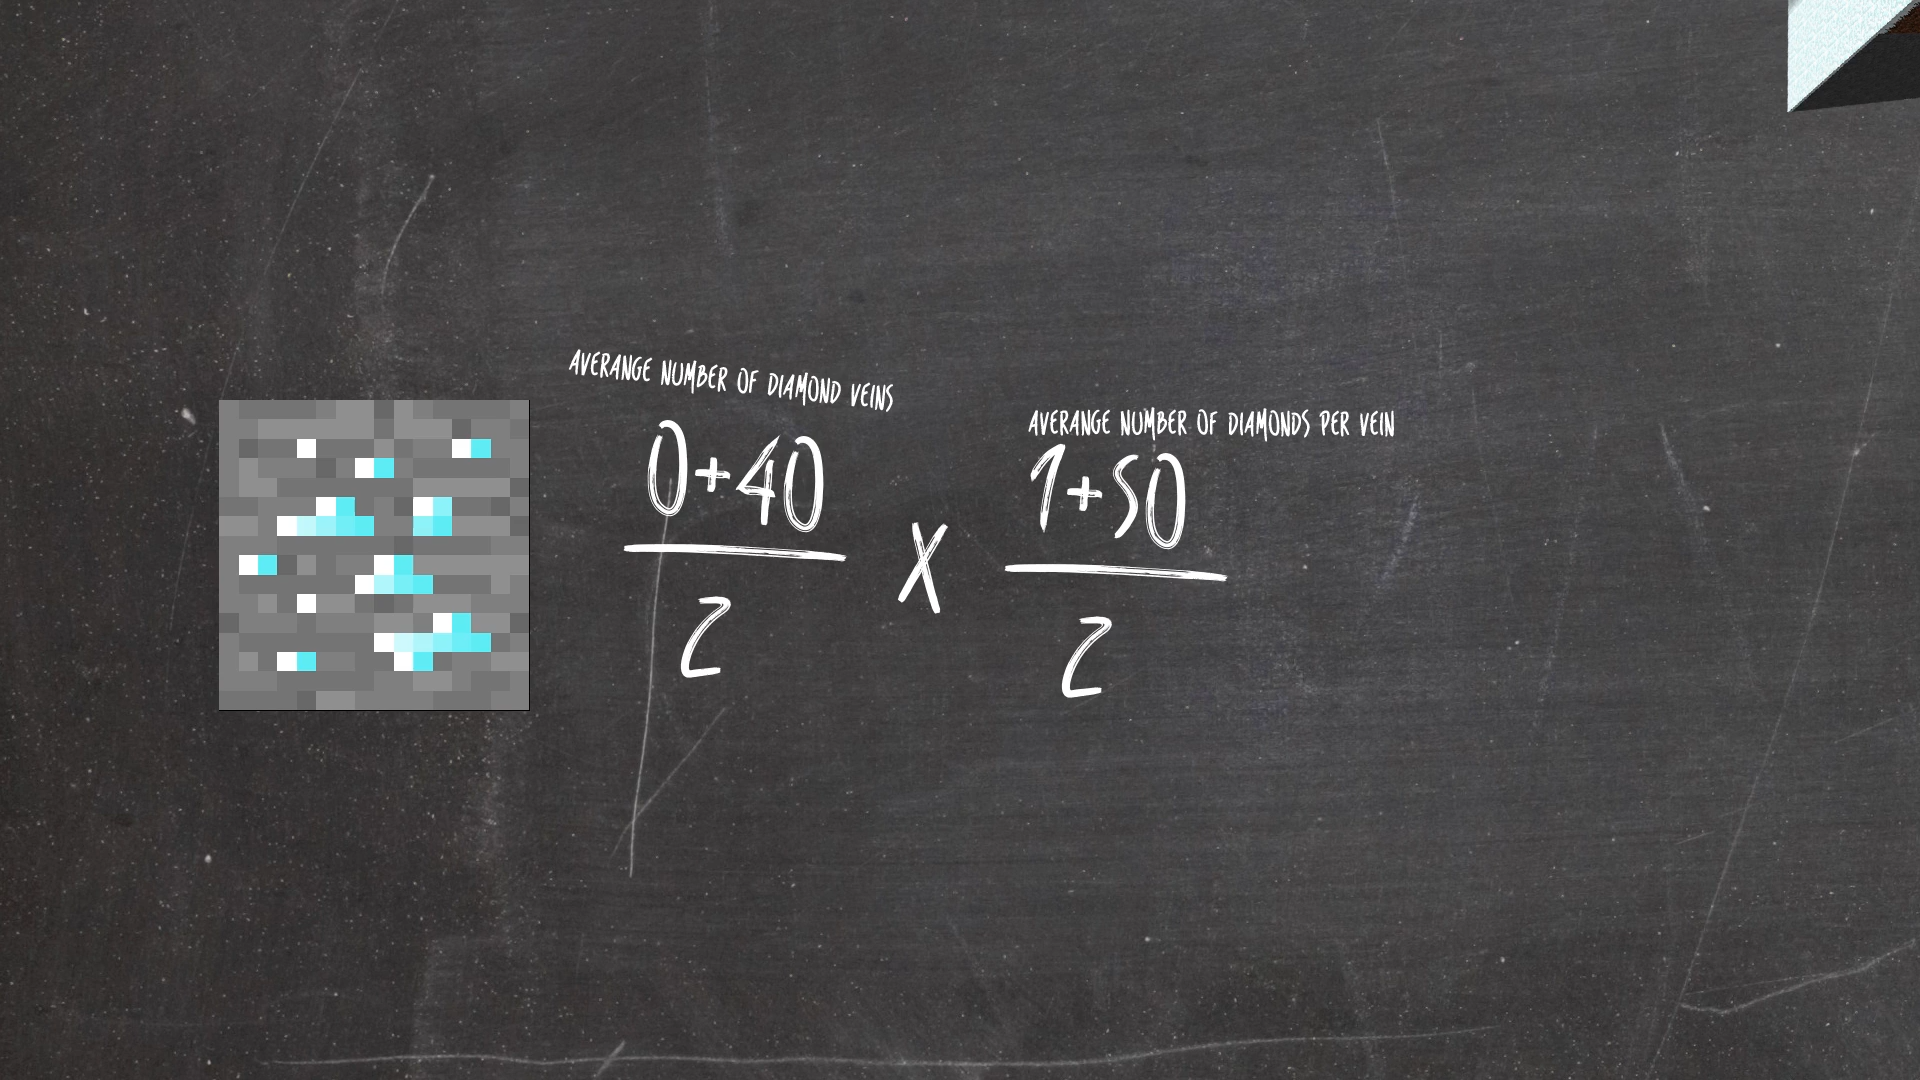 AVERANGE NUMBER OF DIAMOND VEINS
0+40
2
X
AVERANGE NUMBER OF DIAMONDS PER VEIN
1+50
2